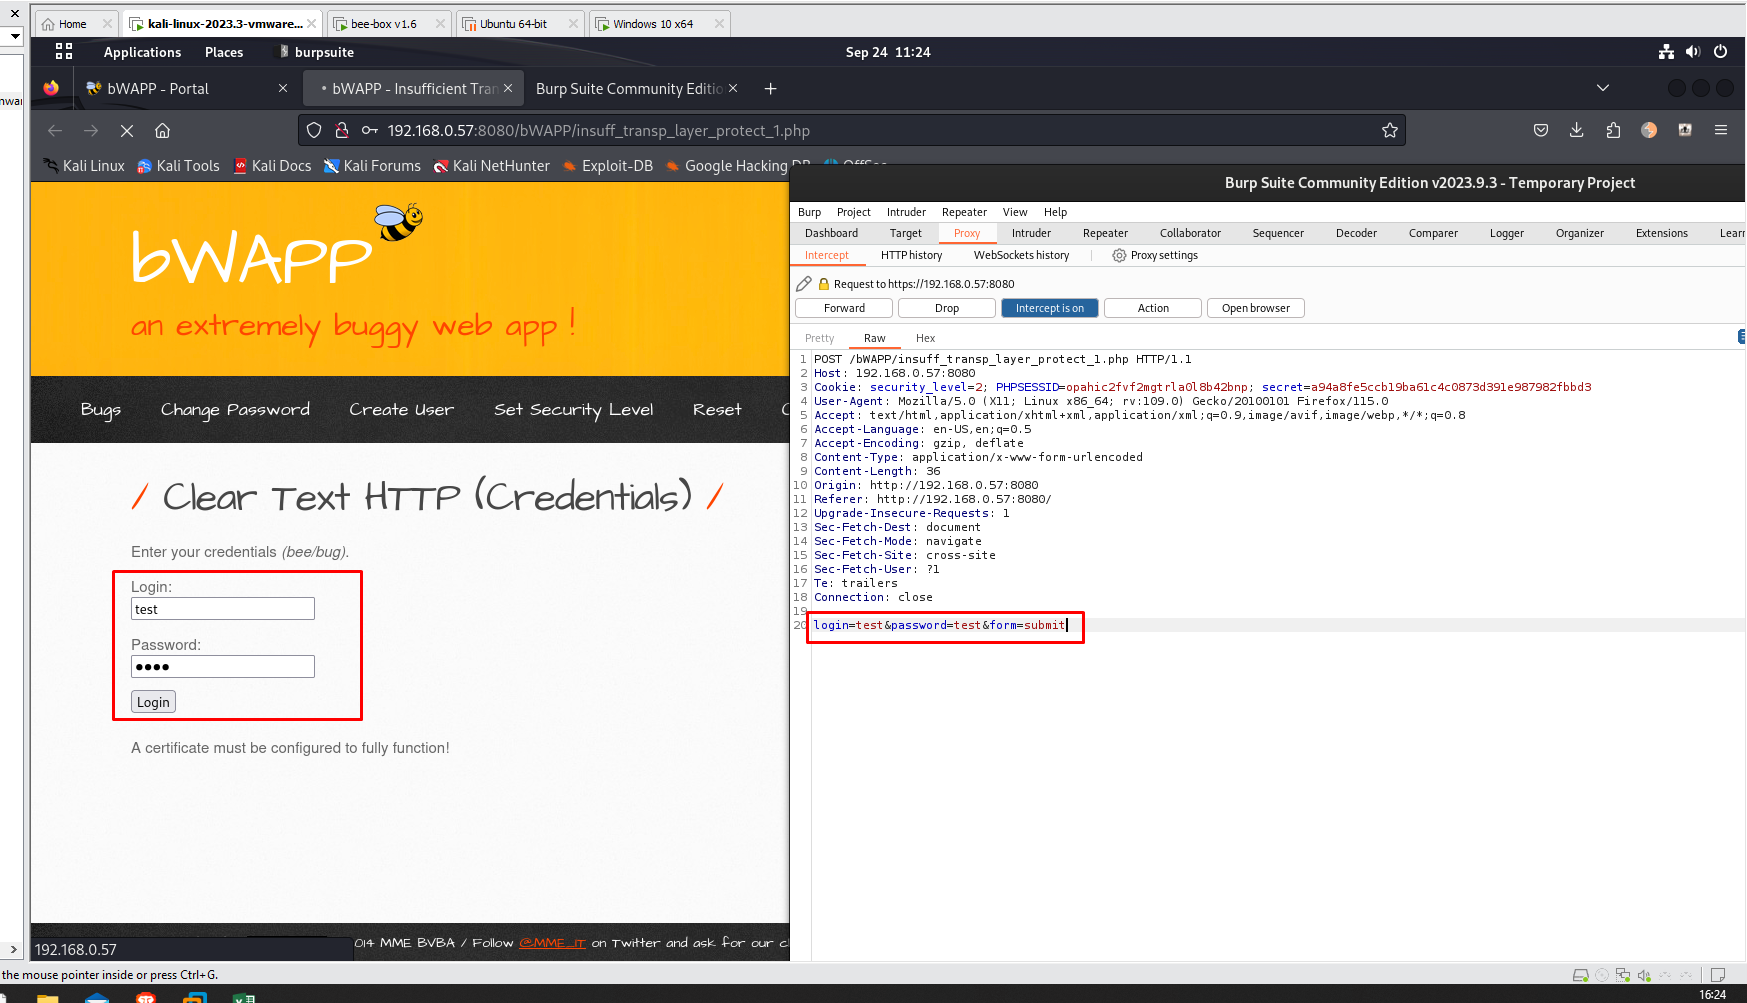 Home
kali-linux-2023.3-vmware...
bee-box v1.6
Ubuntu 64-bit
Windows 10 x64
Applications
Places
burpsuite
Sep 24 11:24
bWAPP - Portal
bWAPP - Insufficient Tran
Burp Suite Community Editio
192.168.0.57:8080/bWAPP/insuff_transp_layer_protect_1.php
Kali Linux
Kali Tools
Kali Docs
Kali Forums
Kali NetHunter
Exploit-DB
Google Hacking DB
OffSec
bWAPP
an extremely buggy web app !
Bugs
Change Password
Create User
Set Security Level
Reset
C
/ Clear Text HTTP (Credentials) /
Enter your credentials (bee/bug).
Login:
test
Password:
●●●●
Login
A certificate must be configured to fully function!
014 MME BVBA / Follow @MME_IT on Twitter and ask for our c
192.168.0.57
Burp Suite Community Edition v2023.9.3 - Temporary Project
Burp Project Intruder Repeater View Help
Dashboard Target Proxy Intruder Repeater Collaborator Sequencer Decoder Comparer Logger Organizer Extensions Learn
Intercept HTTP history WebSockets history Proxy settings
Request to https://192.168.0.57:8080
Forward Drop Intercept is on Action Open browser
Pretty Raw Hex
1 POST /bWAPP/insuff_transp_layer_protect_1.php HTTP/1.1
2 Host: 192.168.0.57:8080
3 Cookie: security_level=2; PHPSESSID=opahic2fvf2mgtrla0l8b42bnp; secret=a94a8fe5ccb19ba61c4c0873d391e987982fbbd3
4 User-Agent: Mozilla/5.0 (X11; Linux x86_64; rv:109.0) Gecko/20100101 Firefox/115.0
5 Accept: text/html,application/xhtml+xml,application/xml;q=0.9,image/avif,image/webp,*/*;q=0.8
6 Accept-Language: en-US,en;q=0.5
7 Accept-Encoding: gzip, deflate
8 Content-Type: application/x-www-form-urlencoded
9 Content-Length: 36
10 Origin: http://192.168.0.57:8080
11 Referer: http://192.168.0.57:8080/
12 Upgrade-Insecure-Requests: 1
13 Sec-Fetch-Dest: document
14 Sec-Fetch-Mode: navigate
15 Sec-Fetch-Site: cross-site
16 Sec-Fetch-User: ?1
17 Te: trailers
18 Connection: close
19
20 login=test&password=test&form=submit
the mouse pointer inside or press Ctrl+G.
16:24